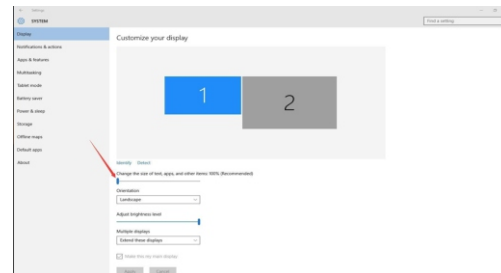 Settings
SYSTEM
Find a setting
Display
Notifications & actions
Apps & features
Multitasking
Tablet mode
Battery saver
Power & sleep
Storage
Offline maps
Default apps
About
Customize your display
1
2
Identify Detect
Change the size of text, apps, and other items: 100% (Recommended)
Orientation
Landscape
Adjust brightness level
Multiple displays
Extend these displays
Make this my main display
Apply Cancel